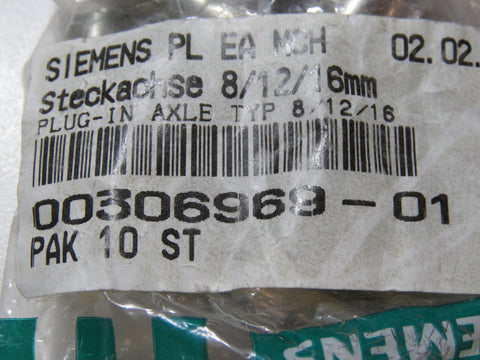 SIEMENS PL EA MCH 02.02.
Steckachse 8/12/16mm
PLUG-IN AXLE TYP 8/12/16
00306969-01
PAK 10 ST
SIEMENS